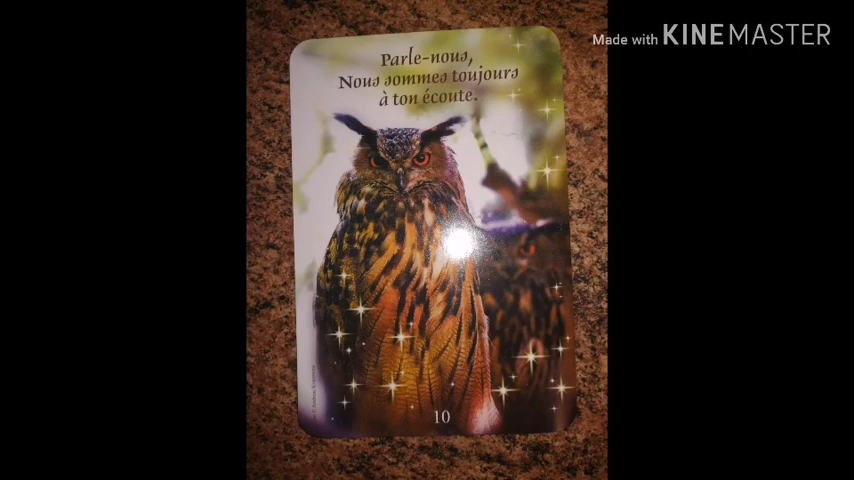 Made with KINEMASTER
Parle-nous,
Nous sommes toujours
à ton écoute.
10